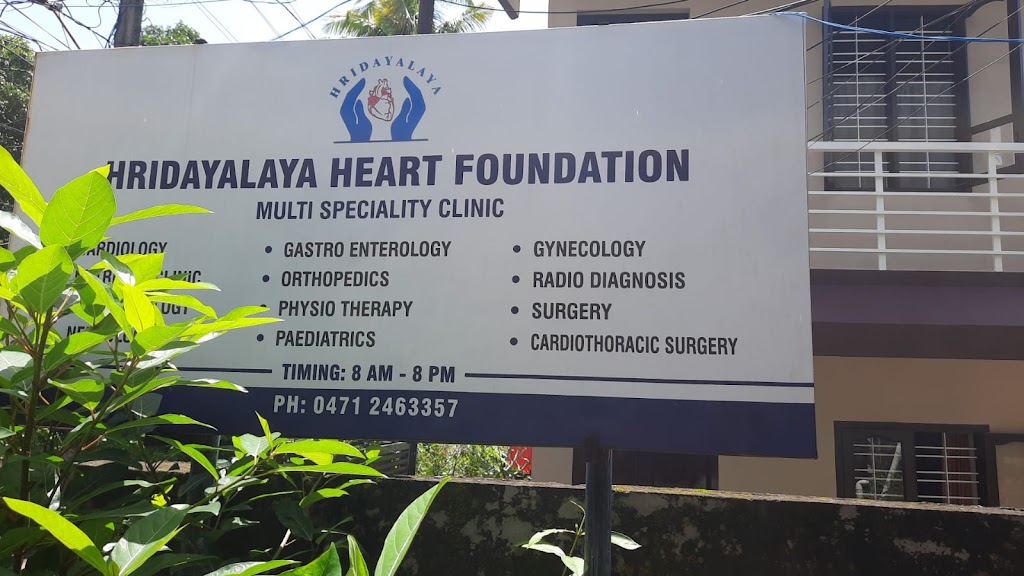 HRIDAYALAYA
HRIDAYALAYA HEART FOUNDATION
MULTI SPECIALITY CLINIC
CARDIOLOGY
• GASTRO ENTEROLOGY
• ORTHOPEDICS
• PHYSIO THERAPY
• PAEDIATRICS
• GYNECOLOGY
• RADIO DIAGNOSIS
• SURGERY
• CARDIOTHORACIC SURGERY
TIMING: 8 AM - 8 PM
PH: 0471 2463357